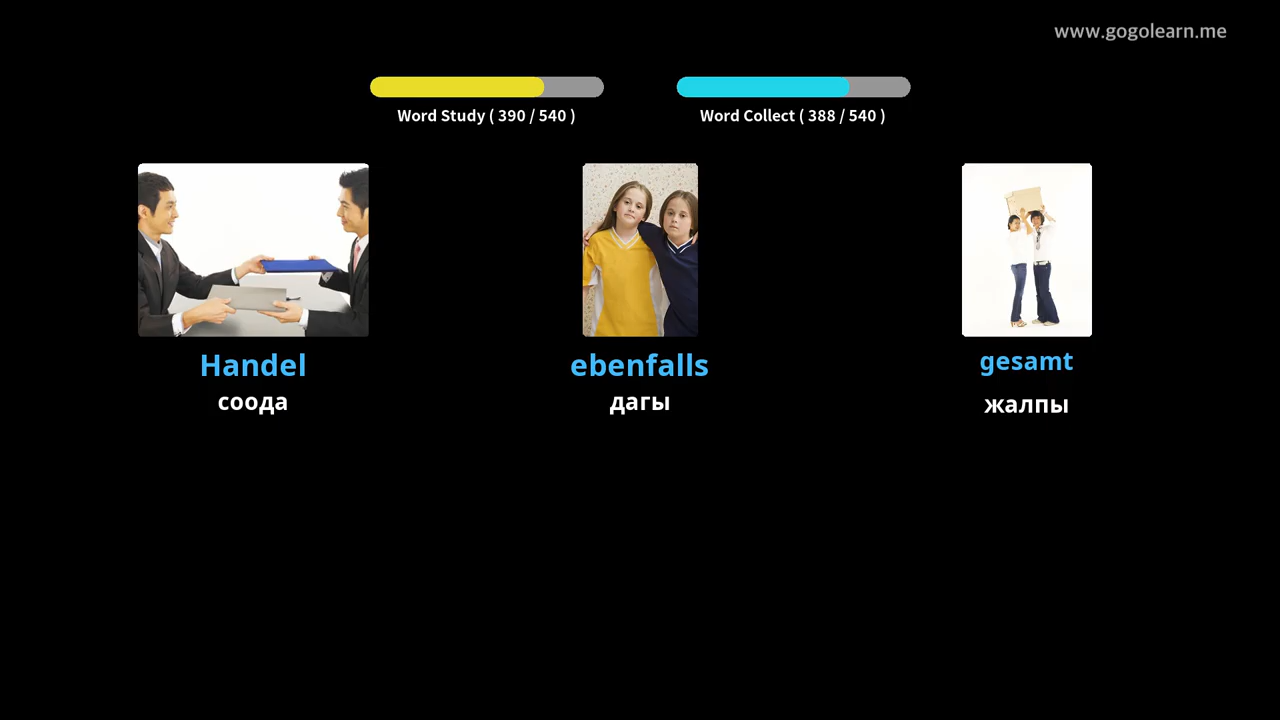 www.gogolearn.me
Word Study ( 390 / 540 )
Word Collect ( 388 / 540 )
Handel
соода
ebenfalls
дагы
gesamt
жалпы